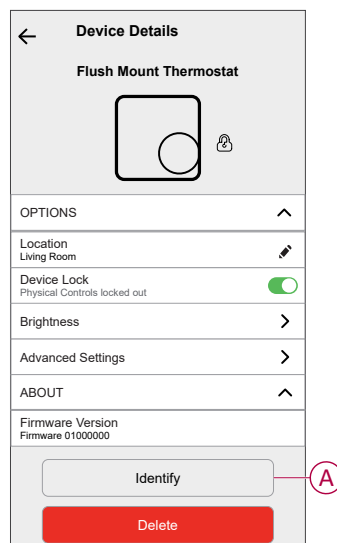 Device Details
Flush Mount Thermostat
OPTIONS
Location
Living Room
Device Lock
Physical Controls locked out
Brightness
Advanced Settings
ABOUT
Firmware Version
Firmware 01000000
Identify
A
Delete